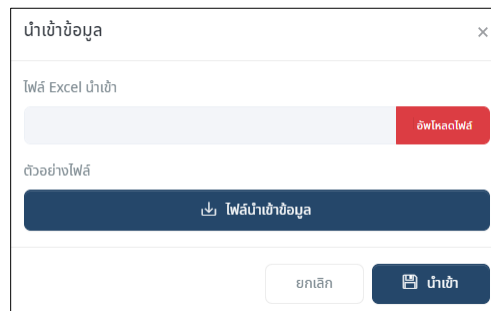 นำเข้าข้อมูล
ไฟล์ Excel นำเข้า
อัพโหลดไฟล์
ตัวอย่างไฟล์
ไฟล์นำเข้าข้อมูล
ยกเลิก
นำเข้า